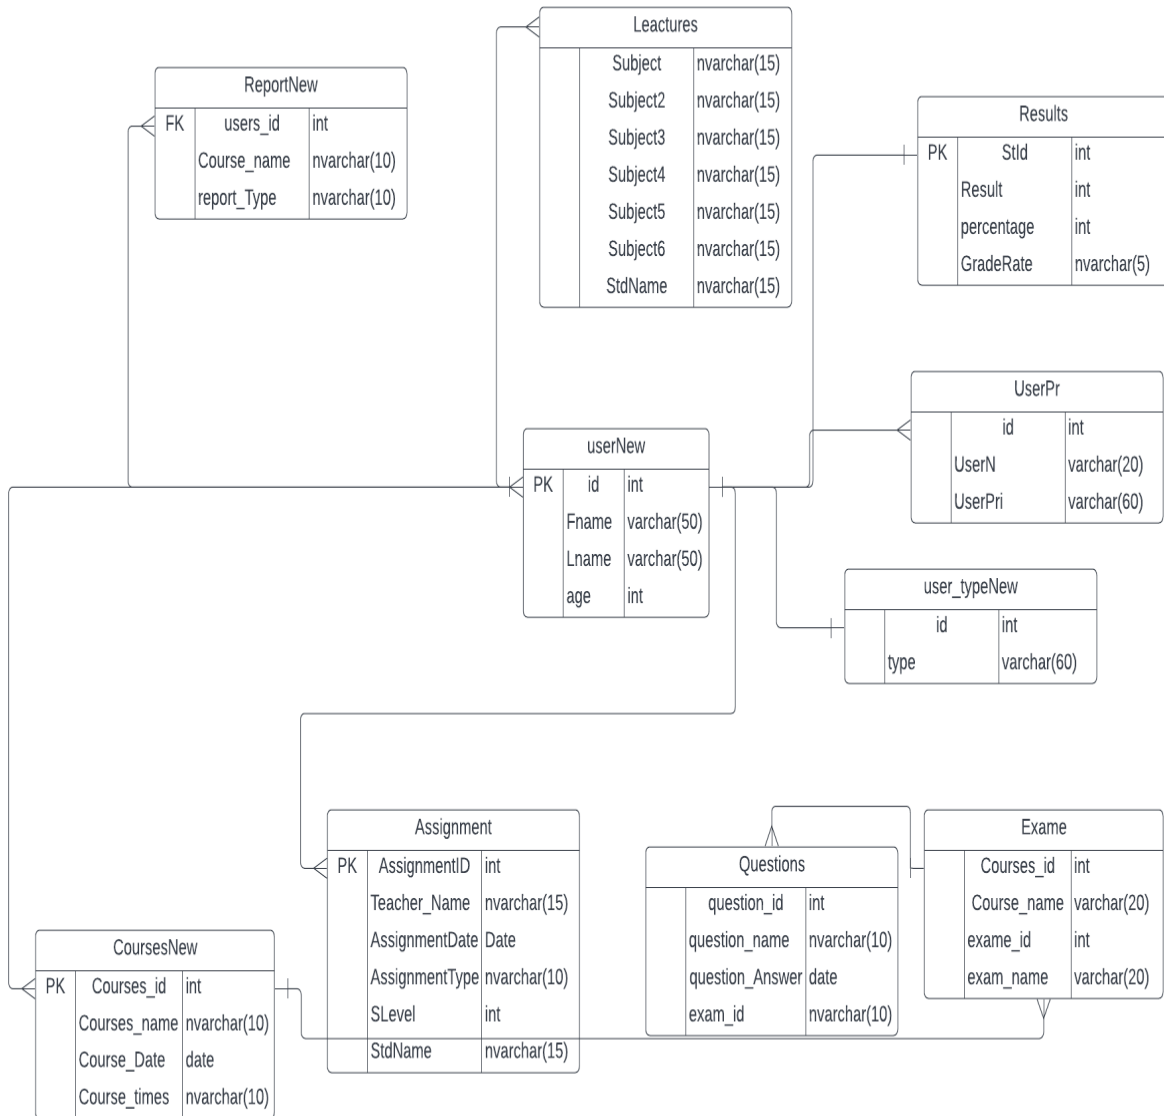 Leactures
Subject nvarchar(15)
Subject2 nvarchar(15)
Subject3 nvarchar(15)
Subject4 nvarchar(15)
Subject5 nvarchar(15)
Subject6 nvarchar(15)
StdName nvarchar(15)
ReportNew
FK users_id int
Course_name nvarchar(10)
report_Type nvarchar(10)
Results
PK StId int
Result int
percentage int
GradeRate nvarchar(5)
UserPr
id int
UserN varchar(20)
UserPri varchar(60)
userNew
PK id int
Fname varchar(50)
Lname varchar(50)
age int
user_typeNew
id int
type varchar(60)
Assignment
PK AssignmentID int
Teacher_Name nvarchar(15)
AssignmentDate Date
AssignmentType nvarchar(10)
SLevel int
StdName nvarchar(15)
Questions
question_id int
question_name nvarchar(10)
question_Answer date
exam_id nvarchar(10)
Exame
Courses_id int
Course_name varchar(20)
exame_id int
exam_name varchar(20)
CoursesNew
PK Courses_id int
Courses_name nvarchar(10)
Course_Date date
Course_times nvarchar(10)